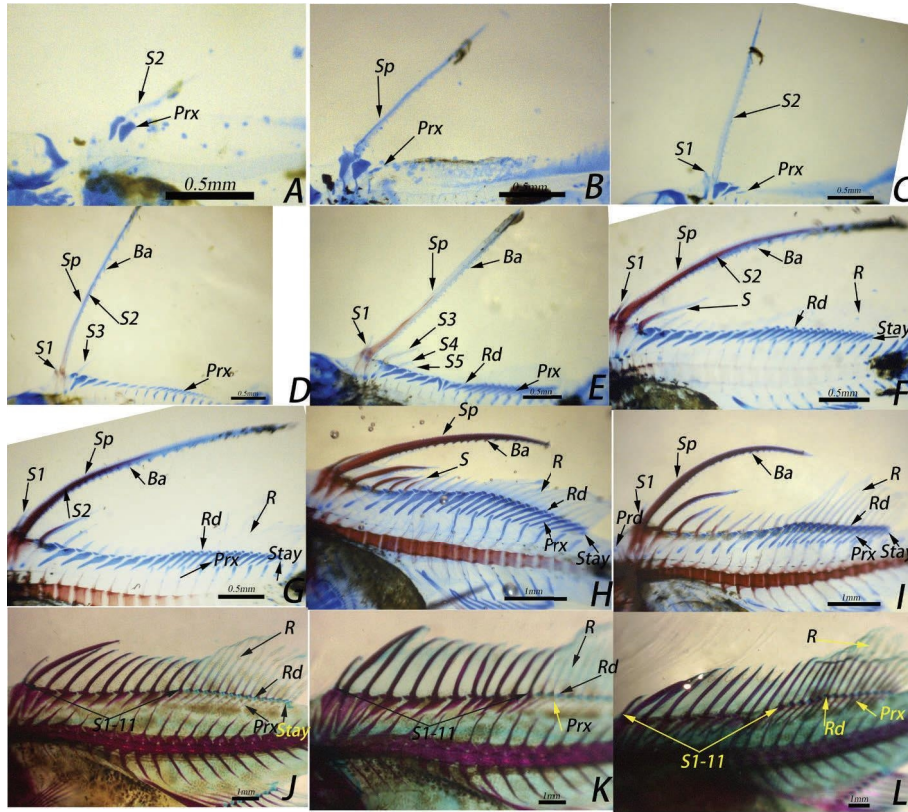 S2
Prx
0.5mm
A
Sp
Prx
0.5mm
B
S2
S1
Prx
0.5mm
C
Ba
Sp
S2
S3
S1
Prx
0.5mm
D
Sp
Ba
S1
S3
S4
S5
Rd
Prx
0.5mm
E
Sp
S1
Ba
S2
R
S
Rd
Stay
0.5mm
F
Sp
S1
Ba
S2
R
Rd
Prx
Stay
0.5mm
G
Sp
Ba
S
R
Rd
Prx
Stay
1mm
H
Sp
S1
Ba
R
Rd
Prd
Prx
Stay
1mm
I
R
Rd
Prx
Stay
S1-11
1mm
J
R
Rd
Prx
S1-11
1mm
K
R
Prx
Rd
S1-11
1mm
L